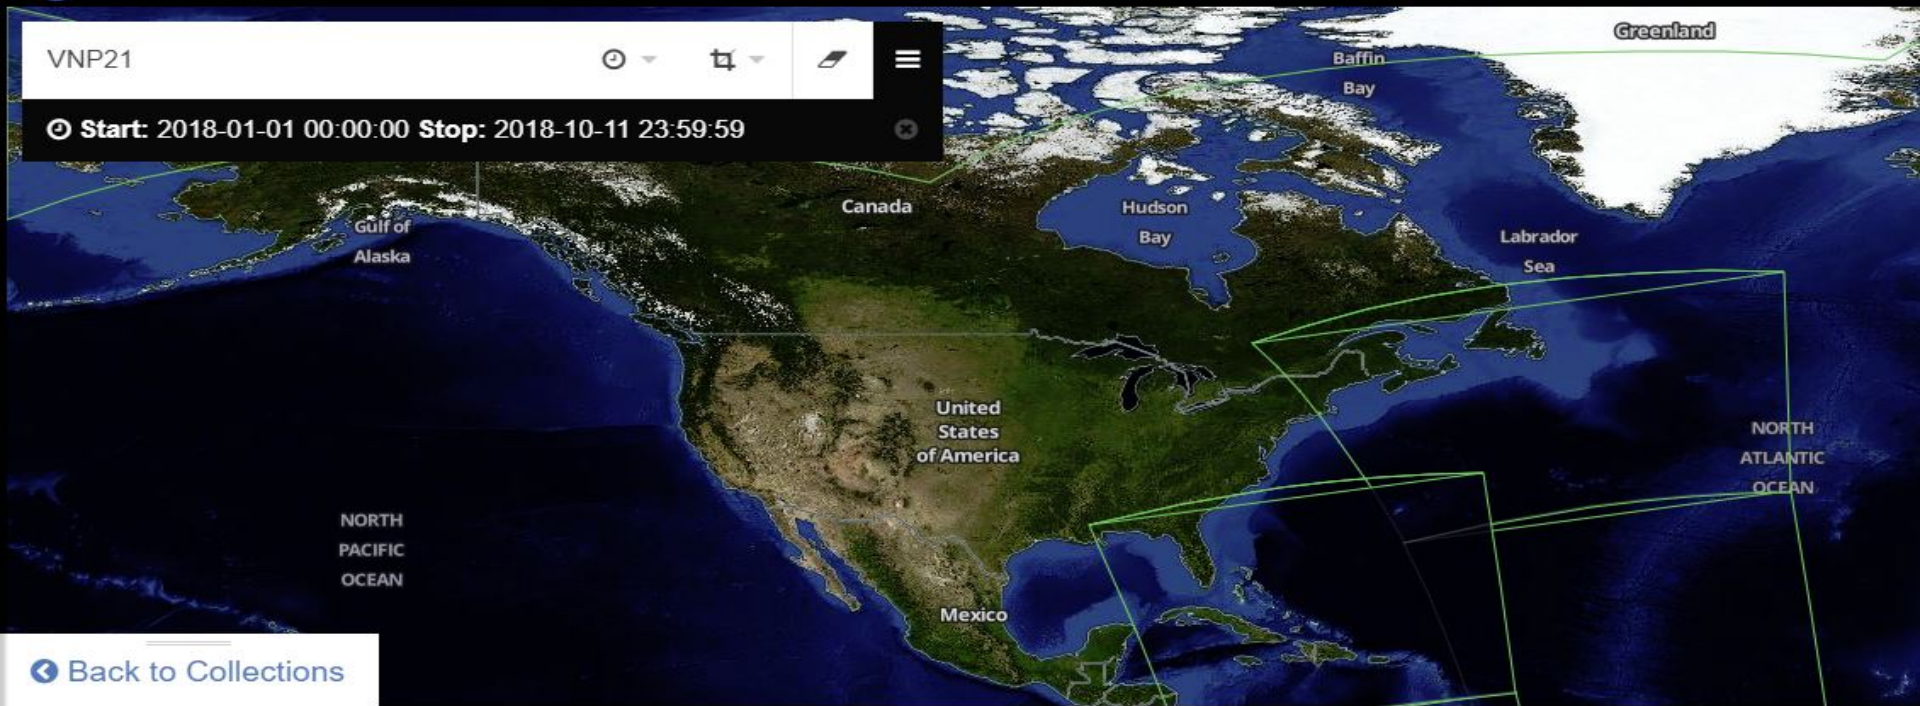 VNP21
Start: 2018-01-01 00:00:00 Stop: 2018-10-11 23:59:59
Greenland
Baffin
Bay
Canada
Hudson
Bay
Gulf of
Alaska
Labrador
Sea
United
States
of America
NORTH
ATLANTIC
OCEAN
NORTH
PACIFIC
OCEAN
Mexico
Back to Collections